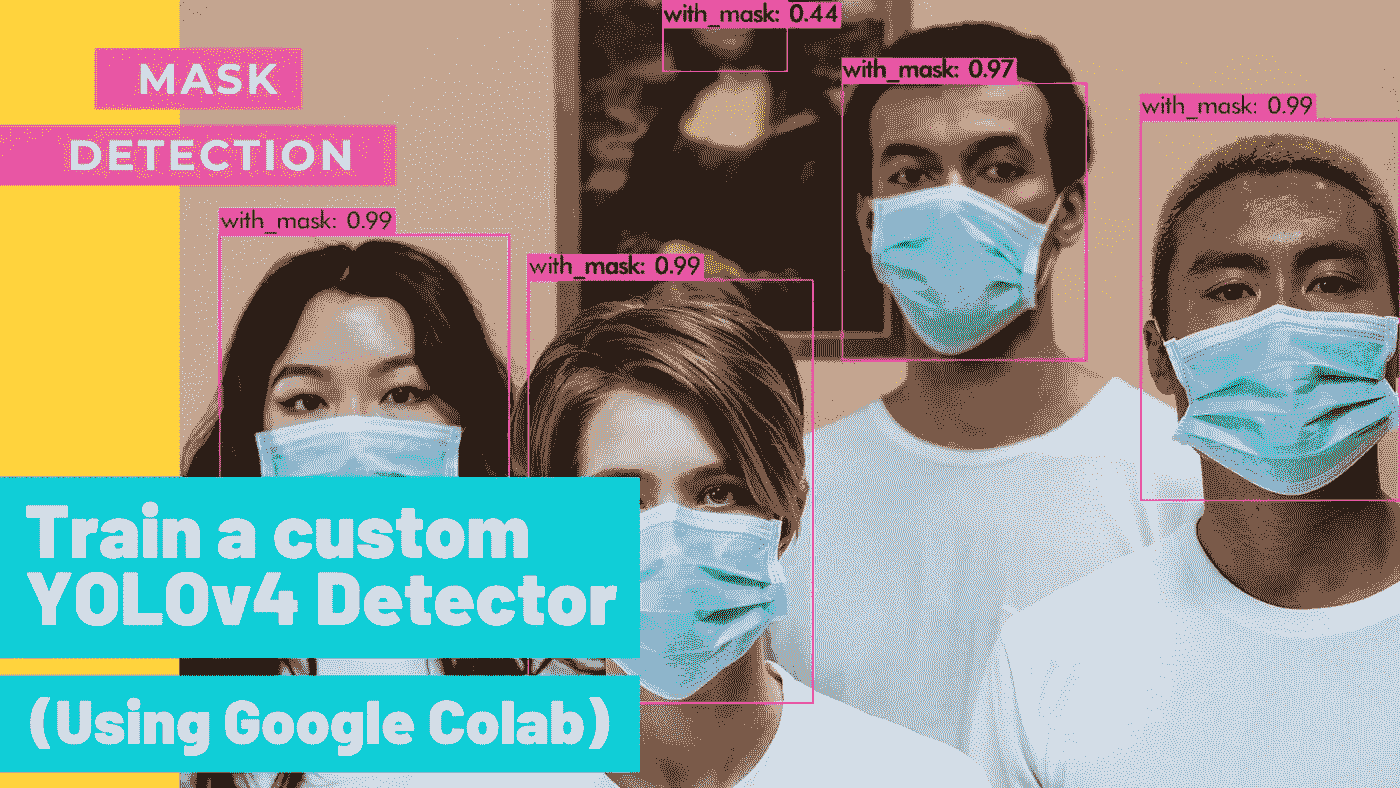 MASK
DETECTION
with_mask: 0.44
with_mask: 0.97
with_mask: 0.99
with_mask: 0.99
with_mask: 0.99
Train a custom
YOLOv4 Detector
(Using Google Colab)